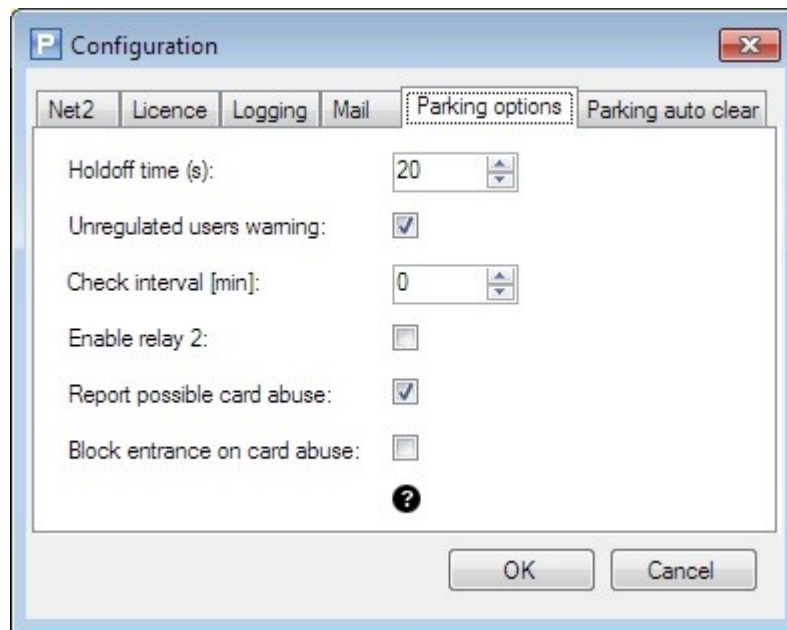 P Configuration
Net2 Licence Logging Mail Parking options Parking auto clear
Holdoff time (s): 20
Unregulated users warning:
Check interval [min]: 0
Enable relay 2:
Report possible card abuse:
Block entrance on card abuse:
?
OK Cancel